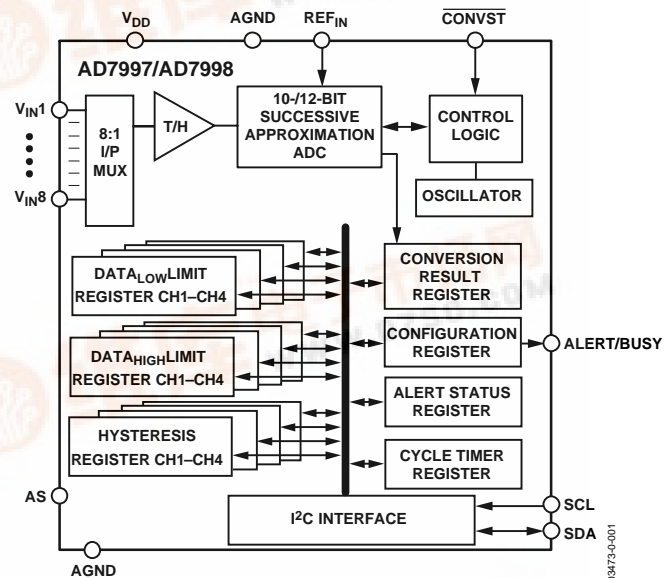 VDD AGND REFIN CONVST
AD7997/AD7998
VIN1
VIN8
8:1
I/P
MUX
T/H
10-/12-BIT
SUCCESSIVE
APPROXIMATION
ADC
CONTROL
LOGIC
OSCILLATOR
DATALOWLIMIT
REGISTER CH1–CH4
CONVERSION
RESULT
REGISTER
DATAHIGHLIMIT
REGISTER CH1–CH4
CONFIGURATION
REGISTER
ALERT/BUSY
ALERT STATUS
REGISTER
HYSTERESIS
REGISTER CH1–CH4
CYCLE TIMER
REGISTER
AS
I2C INTERFACE
SCL
SDA
AGND
03473-0-001